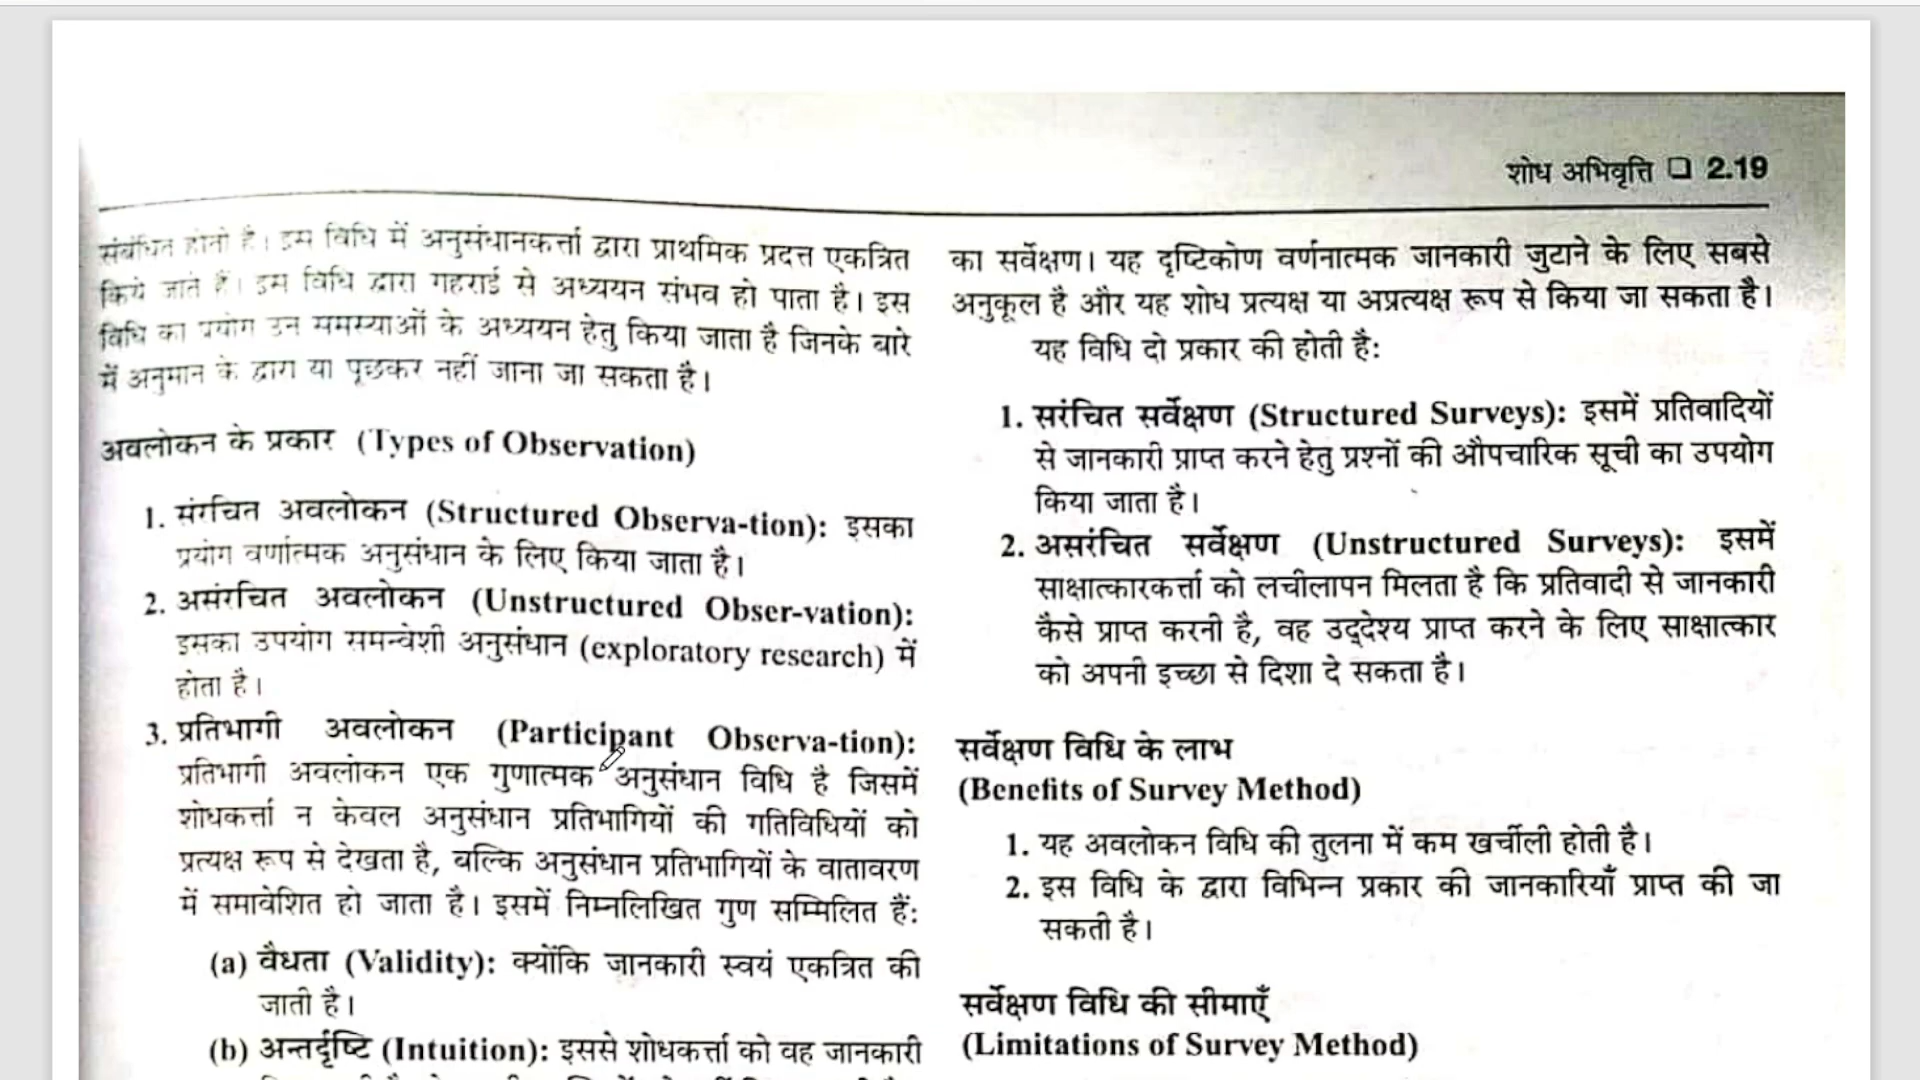 शोध अभिवृत्ति ❑ 2.19
संबंधित होती है। इस विधि में अनुसंधानकर्त्ता द्वारा प्राथमिक प्रदत्त एकत्रित
किये जाते हैं। इस विधि द्वारा गहराई से अध्ययन संभव हो पाता है। इस
विधि का प्रयोग उन समस्याओं के अध्ययन हेतु किया जाता है जिनके बारे
में अनुमान के द्वारा या पूछकर नहीं जाना जा सकता है।
अवलोकन के प्रकार (Types of Observation)
1. संरचित अवलोकन (Structured Observa-tion): इसका
प्रयोग वर्णात्मक अनुसंधान के लिए किया जाता है।
2. असंरचित अवलोकन (Unstructured Obser-vation):
इसका उपयोग समन्वेशी अनुसंधान (exploratory research) में
होता है।
3. प्रतिभागी अवलोकन (Participant Observa-tion):
प्रतिभागी अवलोकन एक गुणात्मक अनुसंधान विधि है जिसमें
शोधकर्त्ता न केवल अनुसंधान प्रतिभागियों की गतिविधियों को
प्रत्यक्ष रूप से देखता है, बल्कि अनुसंधान प्रतिभागियों के वातावरण
में समावेशित हो जाता है। इसमें निम्नलिखित गुण सम्मिलित हैं:
(a) वैधता (Validity): क्योंकि जानकारी स्वयं एकत्रित की
जाती है।
(b) अन्तर्दृष्टि (Intuition): इससे शोधकर्त्ता को वह जानकारी
का सर्वेक्षण। यह दृष्टिकोण वर्णनात्मक जानकारी जुटाने के लिए सबसे
अनुकूल है और यह शोध प्रत्यक्ष या अप्रत्यक्ष रूप से किया जा सकता है।
यह विधि दो प्रकार की होती है:
1. सरंचित सर्वेक्षण (Structured Surveys): इसमें प्रतिवादियों
से जानकारी प्राप्त करने हेतु प्रश्नों की औपचारिक सूची का उपयोग
किया जाता है।
2. असरंचित सर्वेक्षण (Unstructured Surveys): इसमें
साक्षात्कारकर्त्ता को लचीलापन मिलता है कि प्रतिवादी से जानकारी
कैसे प्राप्त करनी है, वह उद्देश्य प्राप्त करने के लिए साक्षात्कार
को अपनी इच्छा से दिशा दे सकता है।
सर्वेक्षण विधि के लाभ
(Benefits of Survey Method)
1. यह अवलोकन विधि की तुलना में कम खर्चीली होती है।
2. इस विधि के द्वारा विभिन्न प्रकार की जानकारियाँ प्राप्त की जा
सकती है।
सर्वेक्षण विधि की सीमाएँ
(Limitations of Survey Method)